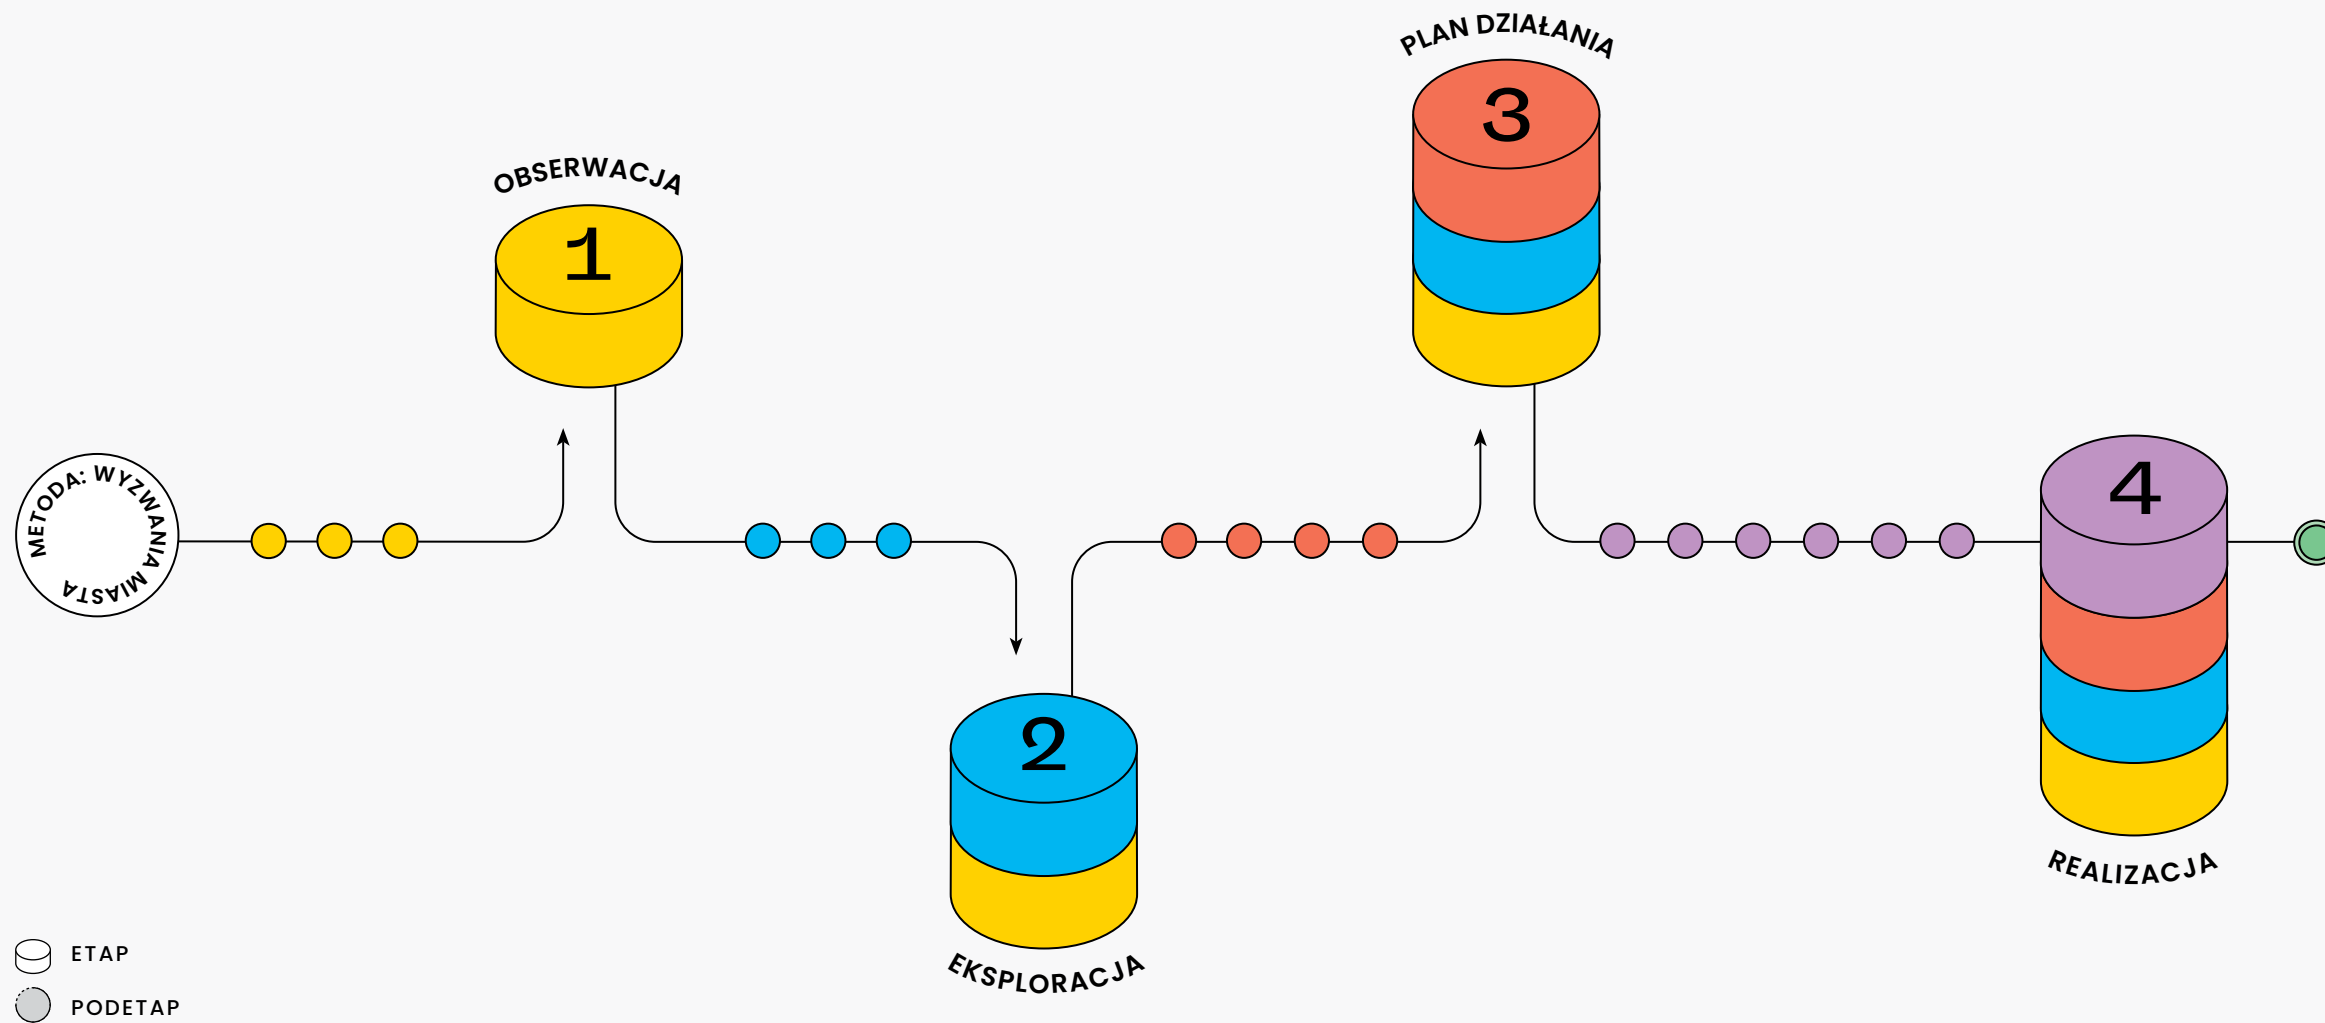 METODA: WYZWANIA MIASTA
OBSERWACJA
1
EKSPLORACJA
2
PLAN DZIAŁANIA
3
REALIZACJA
4
ETAP
PODETAP